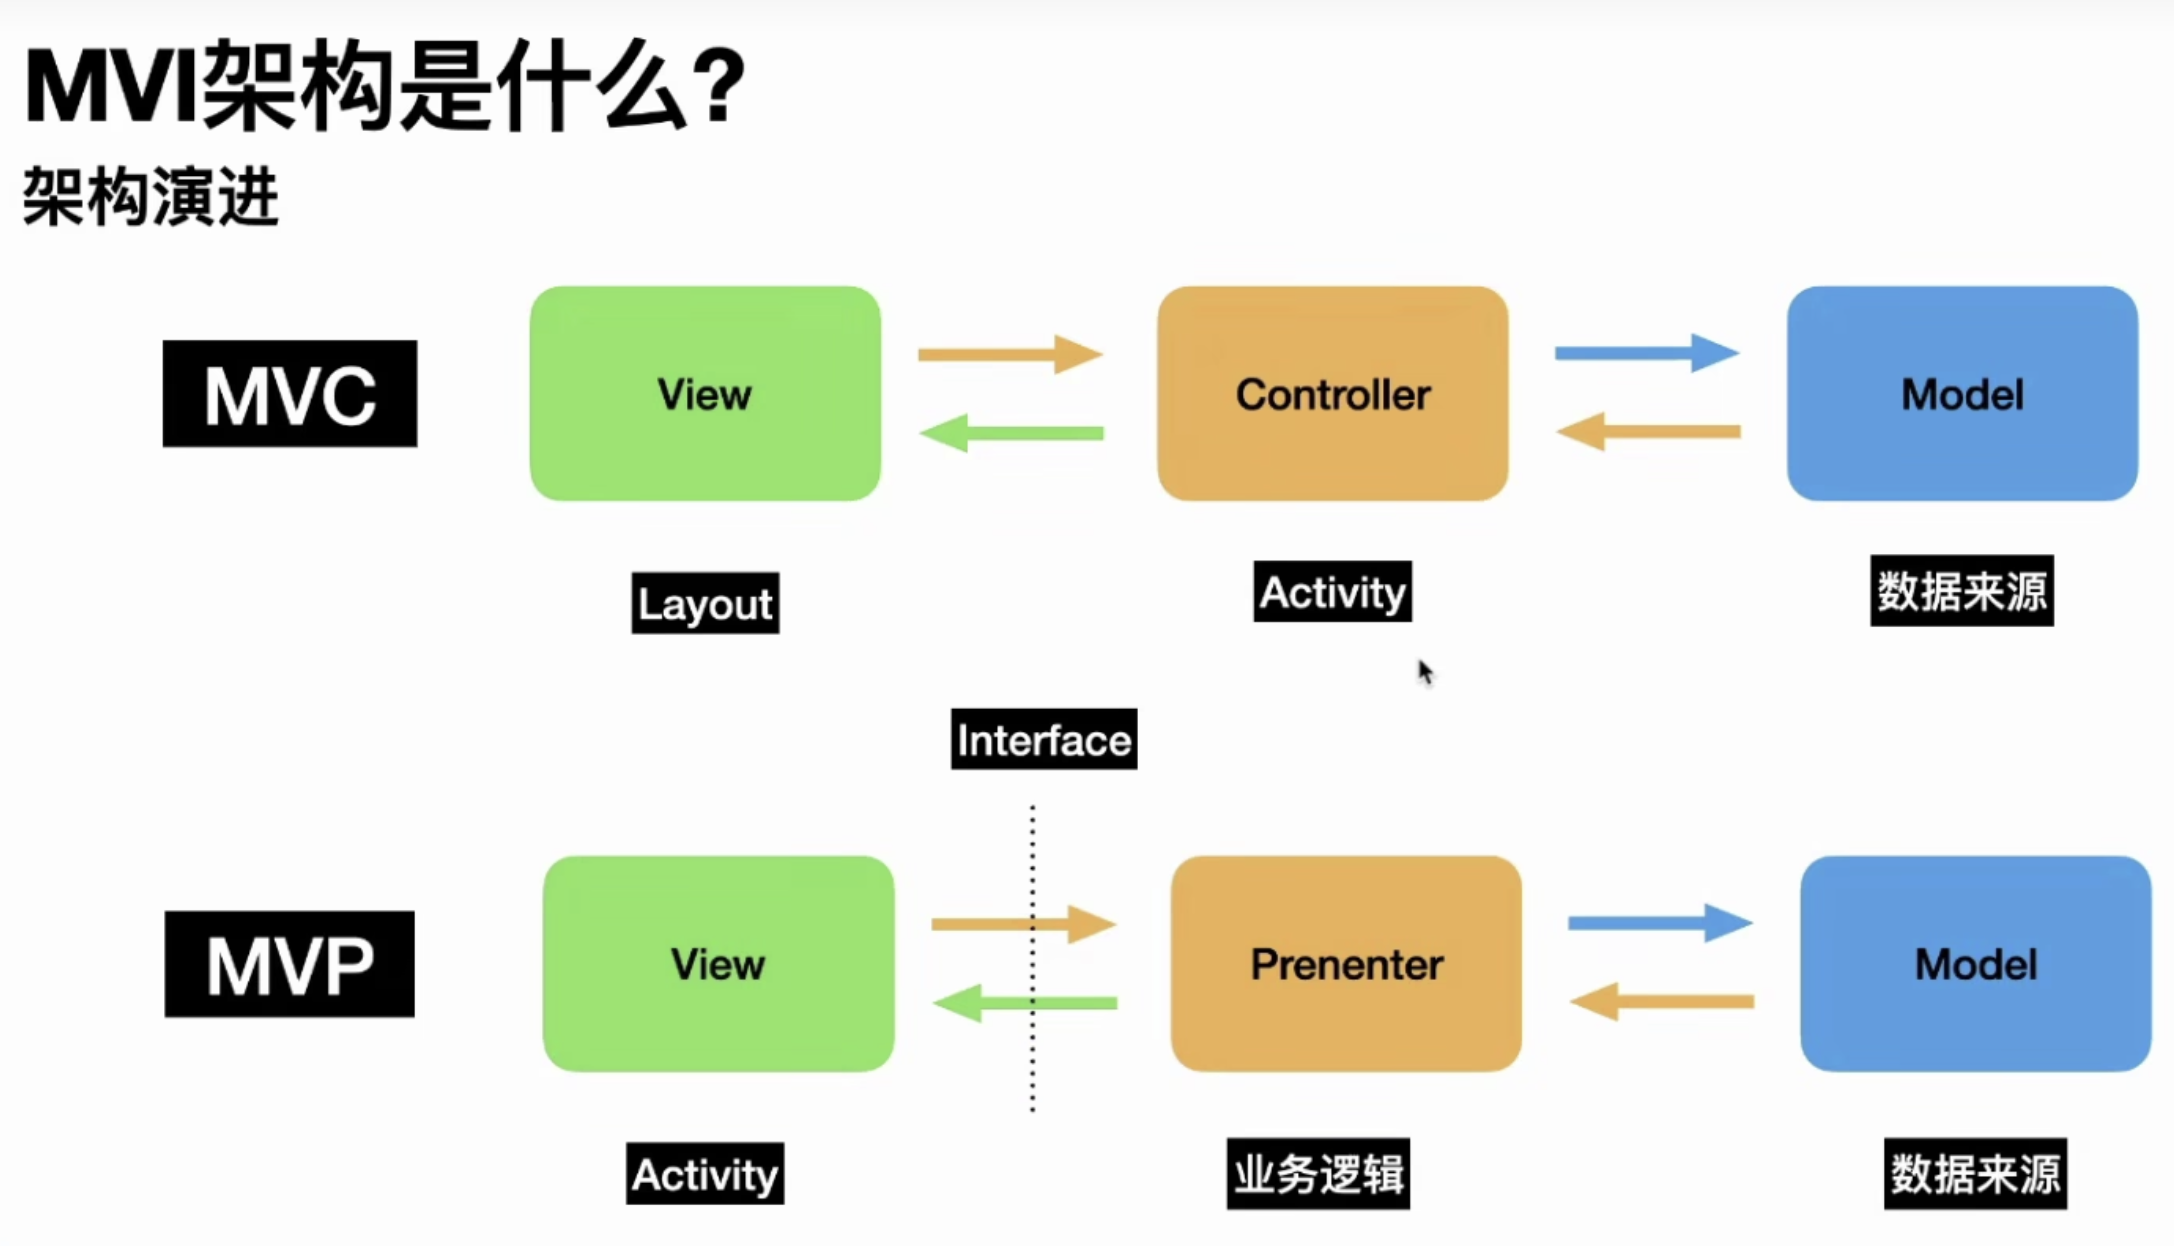 MVI架构是什么?
架构演进
MVC
View
Controller
Model
Layout
Activity
数据来源
Interface
MVP
View
Prenenter
Model
Activity
业务逻辑
数据来源